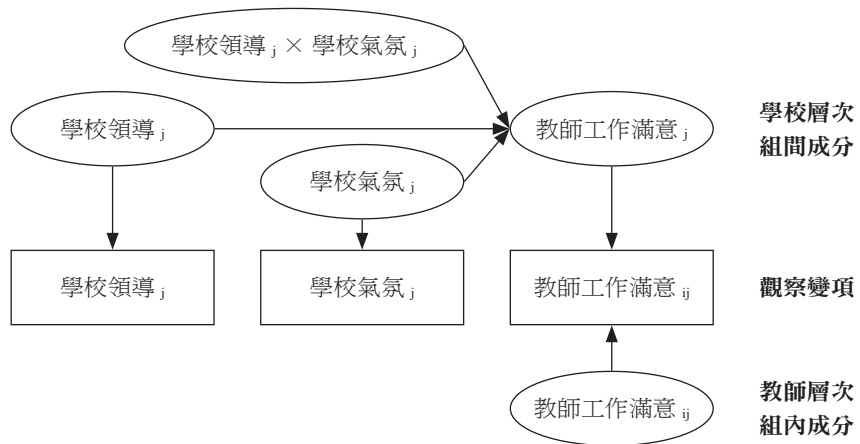 學校領導 j × 學校氣氛 j
學校領導 j
教師工作滿意 j
學校層次
組間成分
學校氣氛 j
學校領導 j
學校氣氛 j
教師工作滿意 ij
觀察變項
教師工作滿意 ij
教師層次
組內成分